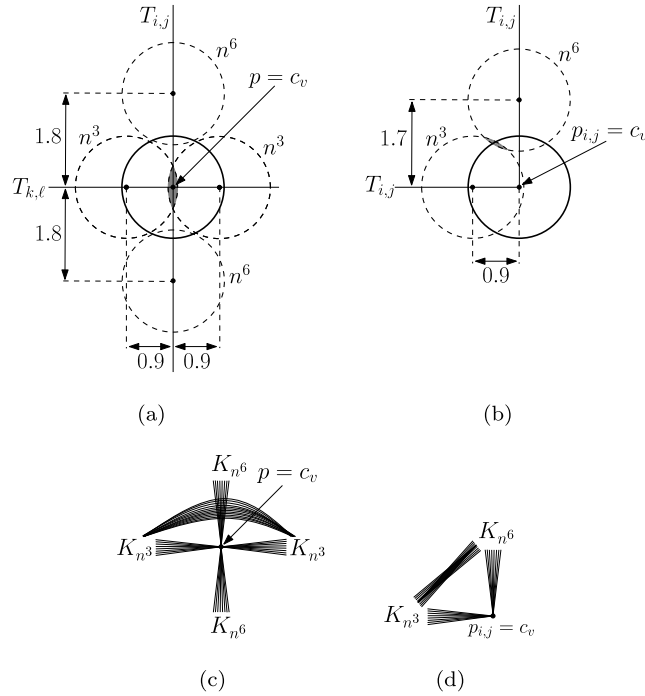 T_{i,j}
n^6
p = c_v
1.8
n^3
n^3
T_{k,ℓ}
1.8
n^6
0.9
0.9
(a)
T_{i,j}
n^6
1.7
n^3
p_{i,j} = c_v
T_{i,j}
0.9
(b)
K_{n^6}
p = c_v
K_{n^3}
K_{n^3}
K_{n^6}
(c)
K_{n^6}
K_{n^3}
p_{i,j} = c_v
(d)